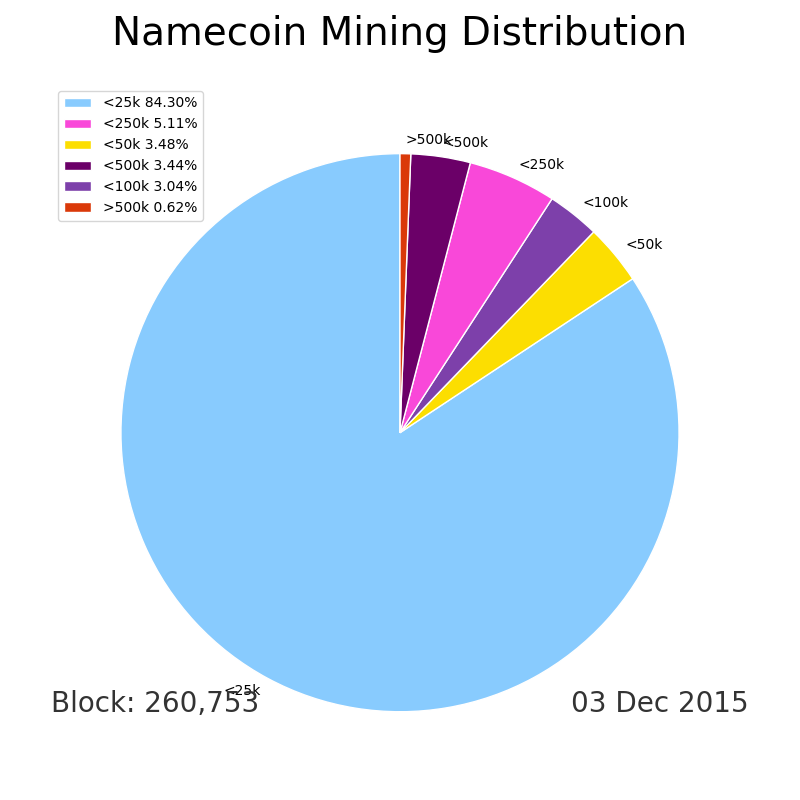 Namecoin Mining Distribution
<25k 84.30%
<250k 5.11%
<50k 3.48%
<500k 3.44%
<100k 3.04%
>500k 0.62%
>500k
<500k
<250k
<100k
<50k
<25k
Block: 260,753
03 Dec 2015